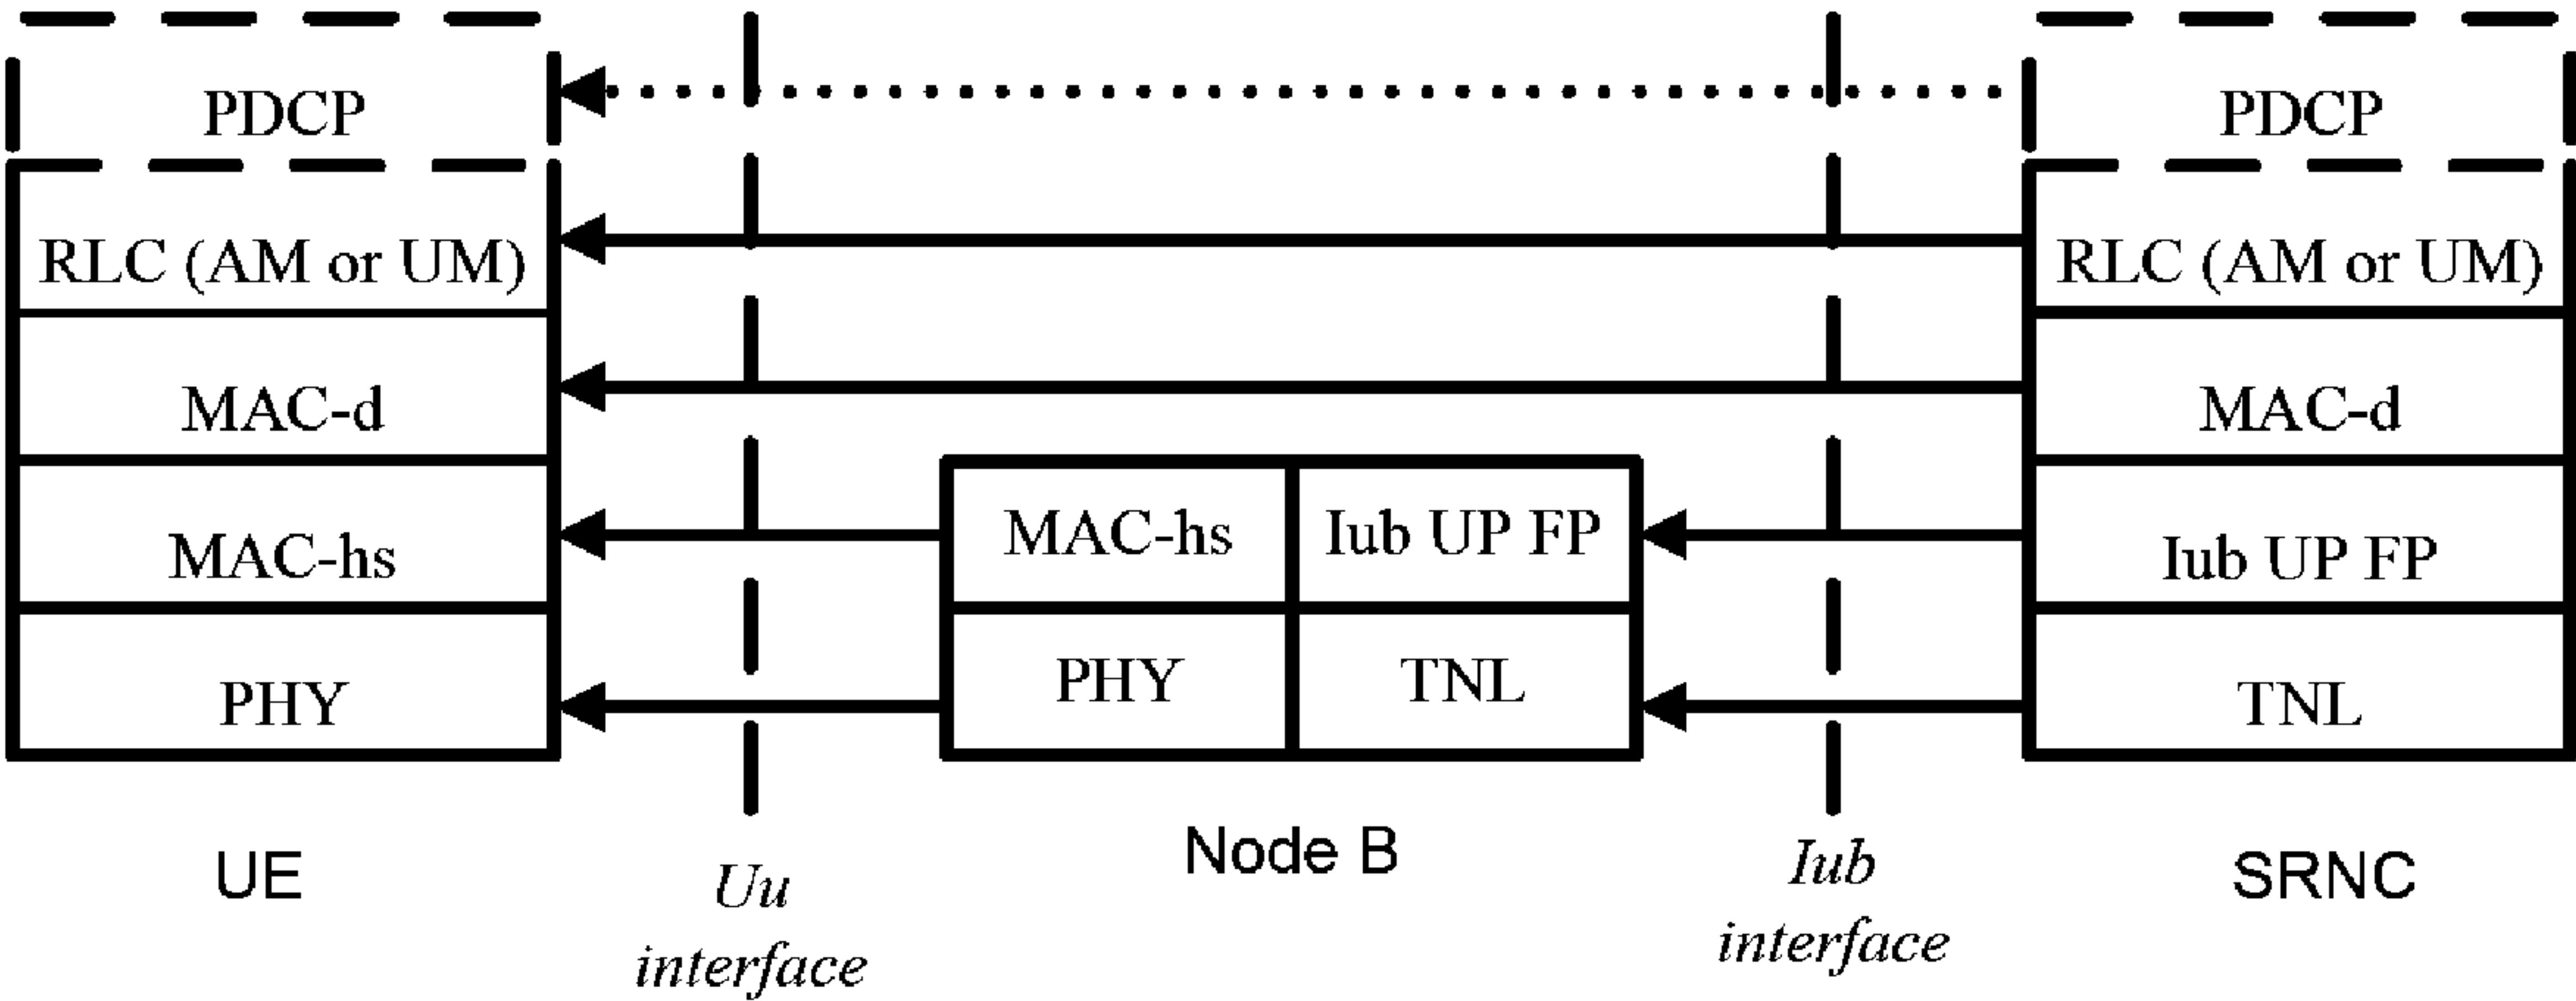 PDCP
RLC (AM or UM)
MAC-d
MAC-hs
PHY
UE
Uu
interface
MAC-hs
Iub UP FP
PHY
TNL
Node B
Iub
interface
PDCP
RLC (AM or UM)
MAC-d
Iub UP FP
TNL
SRNC